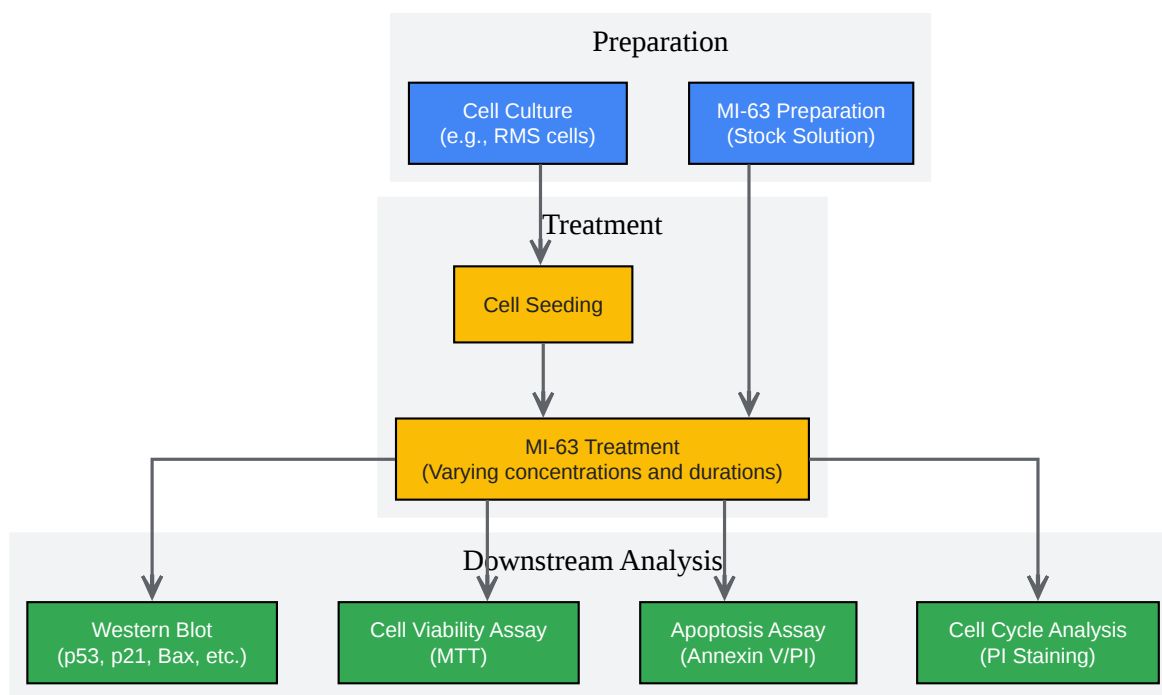 Preparation
Cell Culture
(e.g., RMS cells)
MI-63 Preparation
(Stock Solution)
Treatment
Cell Seeding
MI-63 Treatment
(Varying concentrations and durations)
Downstream Analysis
Western Blot
(p53, p21, Bax, etc.)
Cell Viability Assay
(MTT)
Apoptosis Assay
(Annexin V/PI)
Cell Cycle Analysis
(PI Staining)